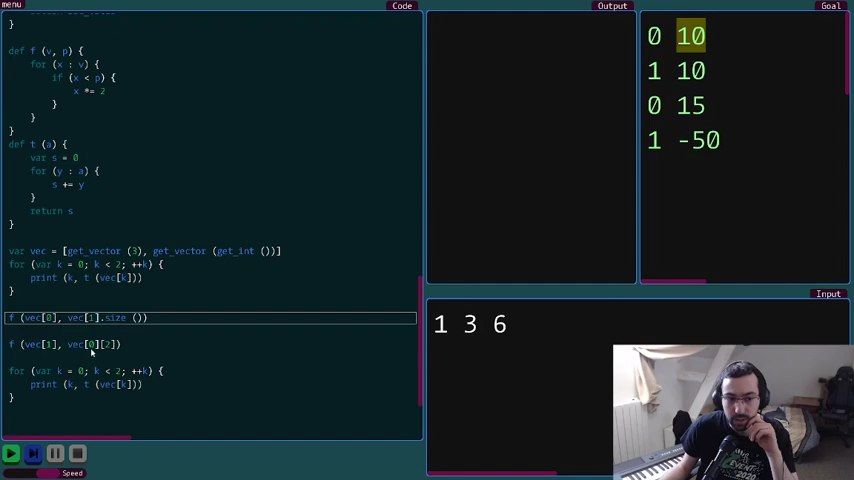 menu
Code
Output
Goal
}
def f (v, p) {
for (x : v) {
if (x < p) {
x *= 2
}
}
}
def t (a) {
var s = 0
for (y : a) {
s += y
}
return s
}
var vec = [get_vector (3), get_vector (get_int ())]
for (var k = 0; k < 2; ++k) {
print (k, t (vec[k]))
}
f (vec[0], vec[1].size ())
f (vec[1], vec[0][2])
for (var k = 0; k < 2; ++k) {
print (k, t (vec[k]))
}
Speed
0 10
1 10
0 15
1 -50
Input
1 3 6
EVENT
2020